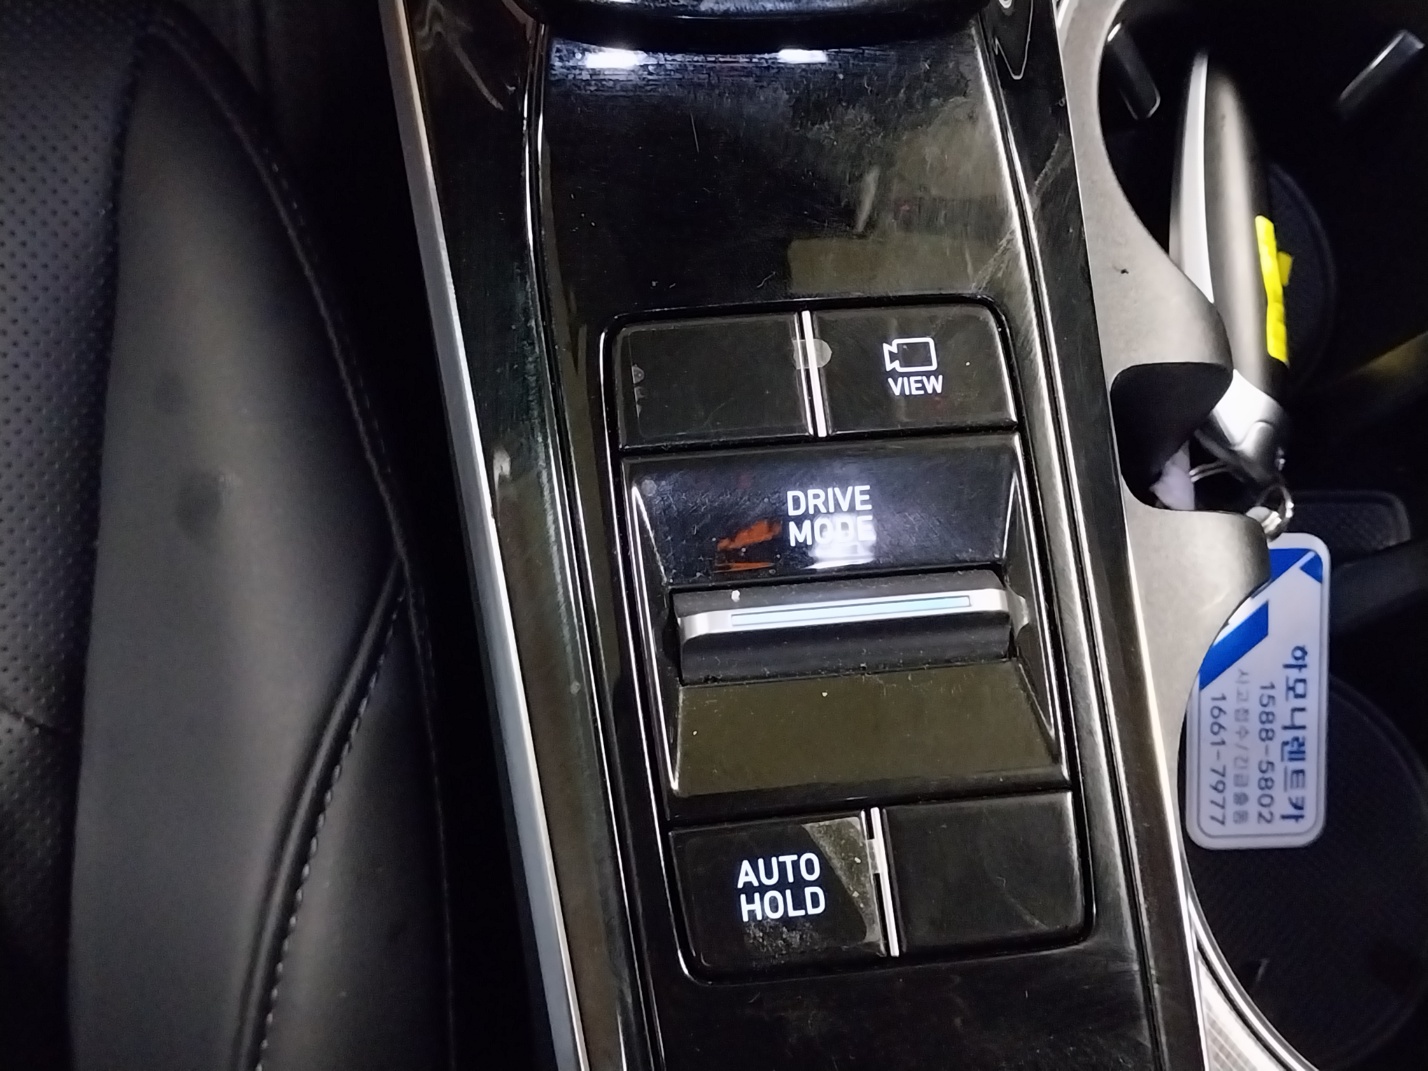 VIEW
DRIVE
MODE
AUTO
HOLD
하모니렌트카
1588-5802
사고접수/긴급출동
1661-7977